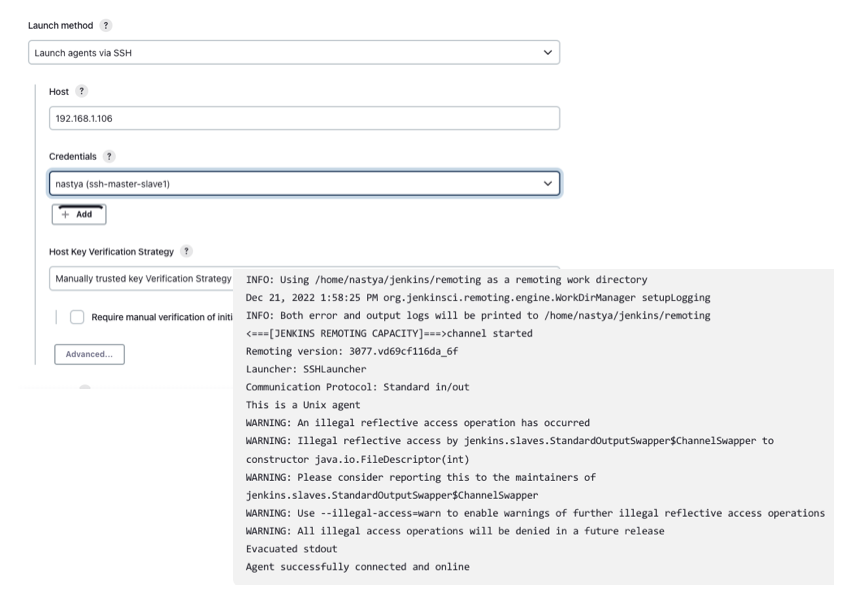 Launch method ?
Launch agents via SSH
Host ?
192.168.1.106
Credentials ?
nastya (ssh-master-slave1)
+ Add
Host Key Verification Strategy ?
Manually trusted key Verification Strategy
Require manual verification of initi
Advanced...
INFO: Using /home/nastya/jenkins/remoting as a remoting work directory
Dec 21, 2022 1:58:25 PM org.jenkinsci.remoting.engine.WorkDirManager setupLogging
INFO: Both error and output logs will be printed to /home/nastya/jenkins/remoting
<===[JENKINS REMOTING CAPACITY]===>channel started
Remoting version: 3077.vd69cf116da_6f
Launcher: SSHLauncher
Communication Protocol: Standard in/out
This is a Unix agent
WARNING: An illegal reflective access operation has occurred
WARNING: Illegal reflective access by jenkins.slaves.StandardOutputSwapper$ChannelSwapper to
constructor java.io.FileDescriptor(int)
WARNING: Please consider reporting this to the maintainers of
jenkins.slaves.StandardOutputSwapper$ChannelSwapper
WARNING: Use --illegal-access=warn to enable warnings of further illegal reflective access operations
WARNING: All illegal access operations will be denied in a future release
Evacuated stdout
Agent successfully connected and online